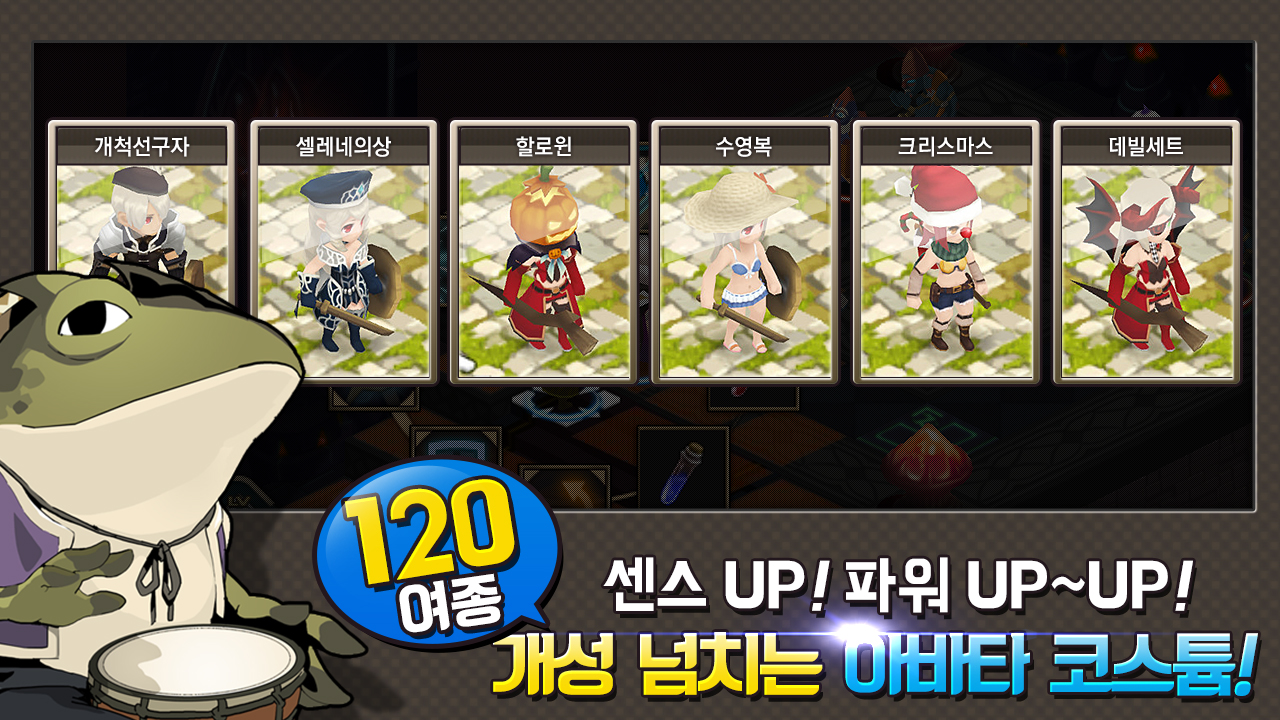 개척선구자
셀레네의상
할로윈
수영복
크리스마스
데빌세트
120
여종
센스 UP! 파워 UP~UP!
개성 넘치는 아바타 코스튬!